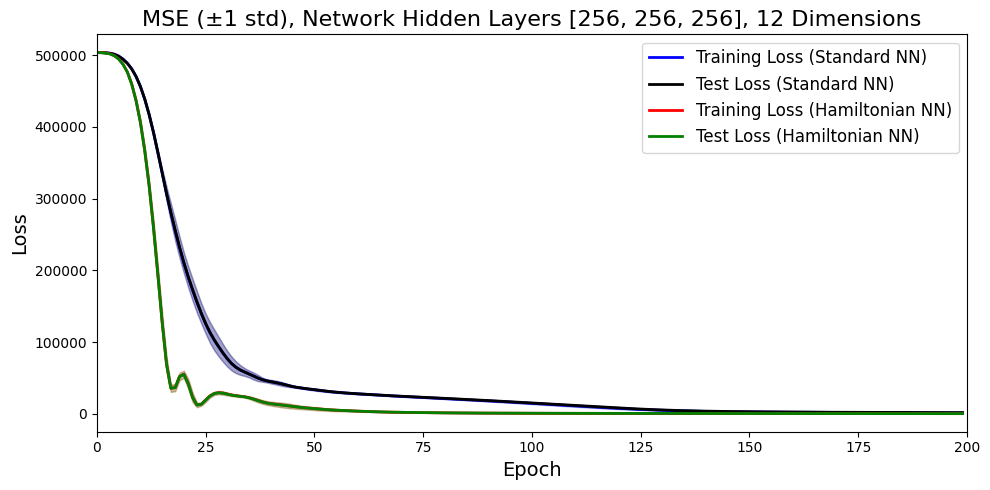 MSE (±1 std), Network Hidden Layers [256, 256, 256], 12 Dimensions
Training Loss (Standard NN)
Test Loss (Standard NN)
Training Loss (Hamiltonian NN)
Test Loss (Hamiltonian NN)
Loss
500000
400000
300000
200000
100000
0
0 25 50 75 100 125 150 175 200
Epoch